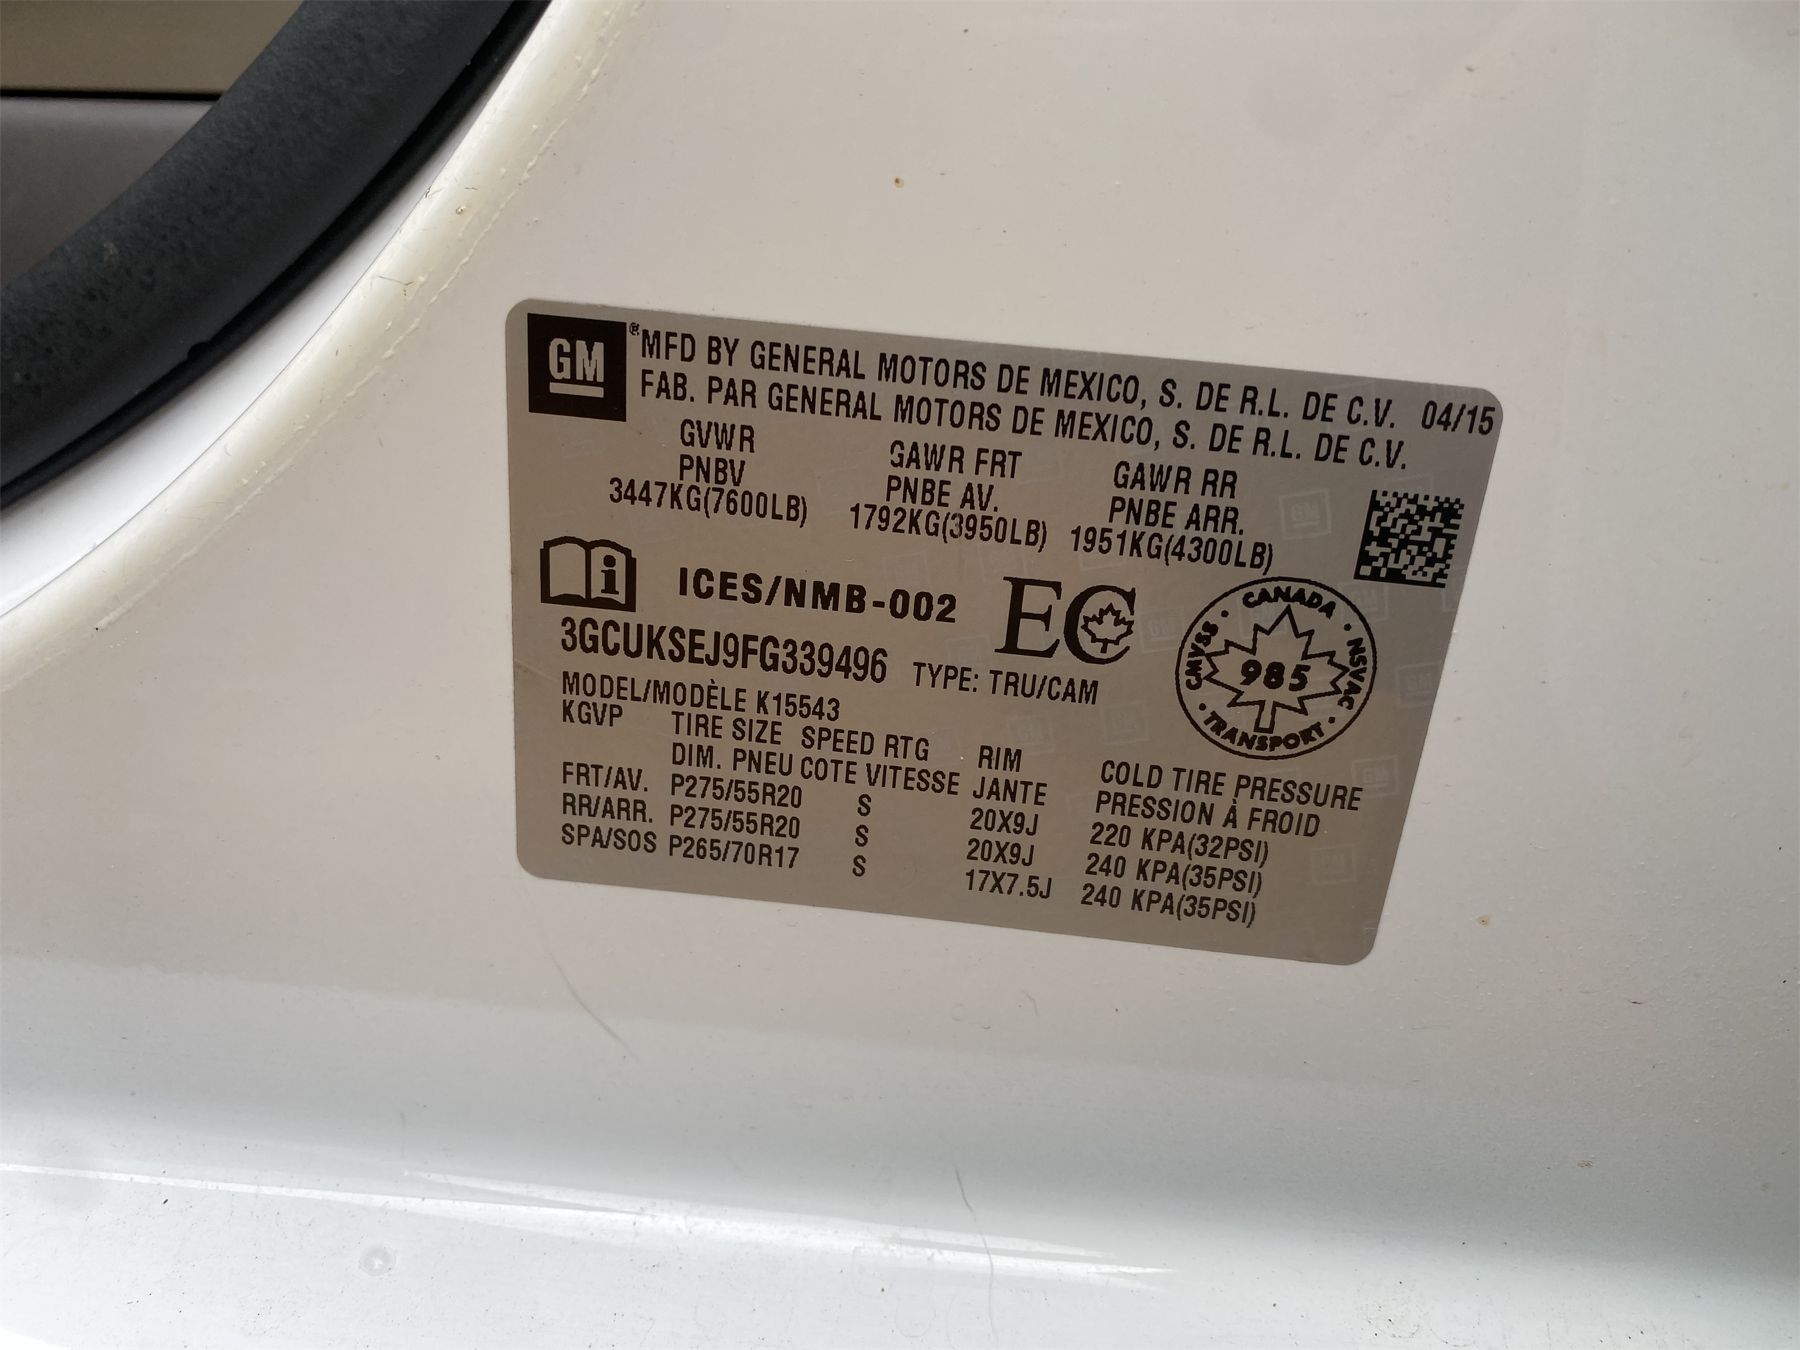 GM
® MFD BY GENERAL MOTORS DE MEXICO, S. DE R.L. DE C.V. 04/15
FAB. PAR GENERAL MOTORS DE MEXICO, S. DE R.L. DE C.V.
GVWR GAWR FRT GAWR RR
PNBV PNBE AV. PNBE ARR.
3447KG(7600LB) 1792KG(3950LB) 1951KG(4300LB)
i ICES/NMB-002 EC
3GCUKSEJ9FG339496 TYPE: TRU/CAM
CANADA
CMVSS · 985 · NSVAC
· TRANSPORT ·
MODEL/MODÈLE K15543
KGVP TIRE SIZE SPEED RTG RIM COLD TIRE PRESSURE
DIM. PNEU COTE VITESSE JANTE PRESSION À FROID
FRT/AV. P275/55R20 S 20X9J 220 KPA(32PSI)
RR/ARR. P275/55R20 S 20X9J 240 KPA(35PSI)
SPA/SOS P265/70R17 S 17X7.5J 240 KPA(35PSI)